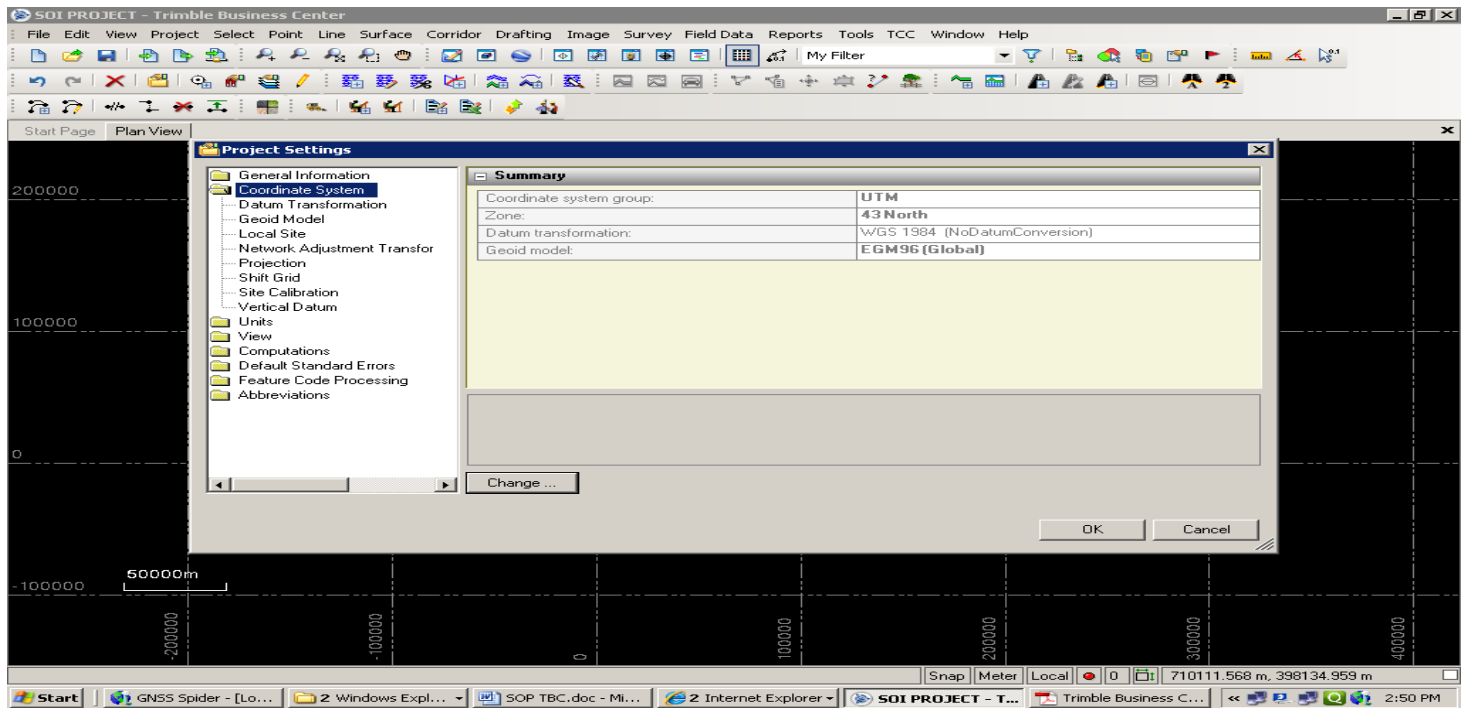 SOI PROJECT - Trimble Business Center
File Edit View Project Select Point Line Surface Corridor Drafting Image Survey Field Data Reports Tools TCC Window Help
My Filter
Start Page Plan View
Project Settings
General Information
Coordinate System
Datum Transformation
Geoid Model
Local Site
Network Adjustment Transfor
Projection
Shift Grid
Site Calibration
Vertical Datum
Units
View
Computations
Default Standard Errors
Feature Code Processing
Abbreviations
Summary
Coordinate system group: UTM
Zone: 43 North
Datum transformation: WGS 1984 (NoDatumConversion)
Geoid model: EGM96 (Global)
Change ...
OK Cancel
200000
100000
0
-100000
50000m
-200000 -100000 0 100000 200000 300000 400000
Snap Meter Local 0 710111.568 m, 398134.959 m
Start GNSS Spider - [Lo... 2 Windows Expl... SOP TBC.doc - Mi... 2 Internet Explorer SOI PROJECT - T... Trimble Business C... « 2:50 PM